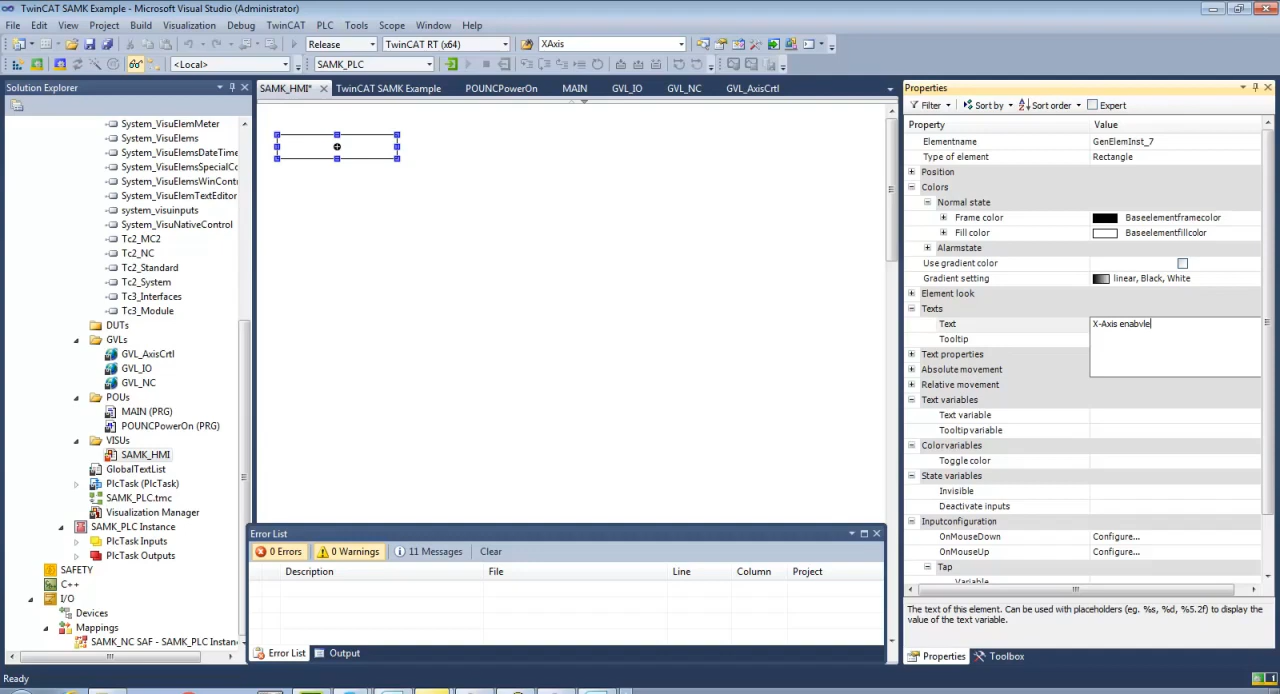 TwinCAT SAMK Example - Microsoft Visual Studio (Administrator)
File Edit View Project Build Visualization Debug TwinCAT PLC Tools Scope Window Help
Release TwinCAT RT (x64) XAxis
<Local> SAMK_PLC
Solution Explorer
System_VisuElemMeter
System_VisuElems
System_VisuElemsDateTime
System_VisuElemsSpecialCo
System_VisuElemsWinContr
System_VisuElemTextEditor
system_visuinputs
System_VisuNativeControl
Tc2_MC2
Tc2_NC
Tc2_Standard
Tc2_System
Tc3_Interfaces
Tc3_Module
DUTs
GVLs
GVL_AxisCrtl
GVL_IO
GVL_NC
POUs
MAIN (PRG)
POUNCPowerOn (PRG)
VISUs
SAMK_HMI
GlobalTextList
PlcTask (PlcTask)
SAMK_PLC.tmc
Visualization Manager
SAMK_PLC Instance
PlcTask Inputs
PlcTask Outputs
SAFETY
C++
I/O
Devices
Mappings
SAMK_NC SAF - SAMK_PLC Instan
SAMK_HMI* TwinCAT SAMK Example POUNCPowerOn MAIN GVL_IO GVL_NC GVL_AxisCrtl
Error List
0 Errors 0 Warnings 11 Messages Clear
Description File Line Column Project
Error List Output
Properties
Filter Sort by Sort order Expert
Property Value
Elementname GenElemInst_7
Type of element Rectangle
Position
Colors
Normal state
Frame color Baseelementframecolor
Fill color Baseelementfillcolor
Alarmstate
Use gradient color
Gradient setting linear, Black, White
Element look
Texts
Text X-Axis enabvle
Tooltip
Text properties
Absolute movement
Relative movement
Text variables
Text variable
Tooltip variable
Colorvariables
Toggle color
State variables
Invisible
Deactivate inputs
Inputconfiguration
OnMouseDown Configure...
OnMouseUp Configure...
Tap
Variable
The text of this element. Can be used with placeholders (eg. %s, %d, %5.2f) to display
the value of the text variable.
Properties Toolbox
Ready